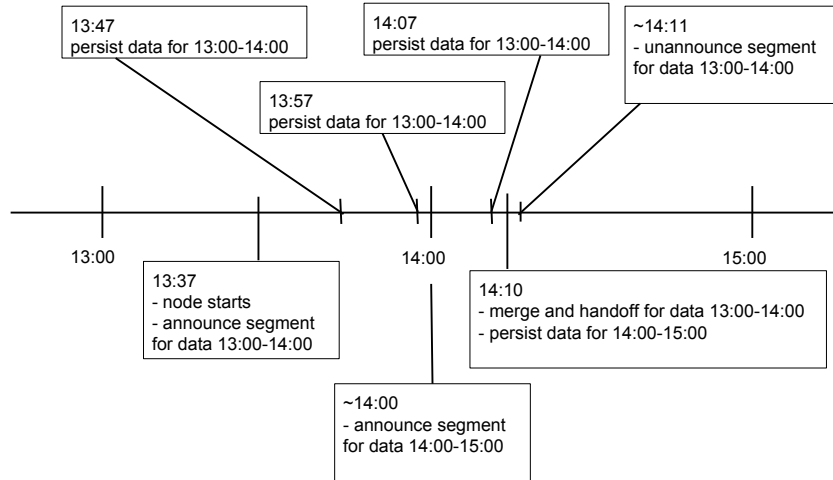 13:47
persist data for 13:00-14:00
14:07
persist data for 13:00-14:00
~14:11
- unannounce segment
for data 13:00-14:00
13:57
persist data for 13:00-14:00
13:00
14:00
15:00
13:37
- node starts
- announce segment
for data 13:00-14:00
14:10
- merge and handoff for data 13:00-14:00
- persist data for 14:00-15:00
~14:00
- announce segment
for data 14:00-15:00